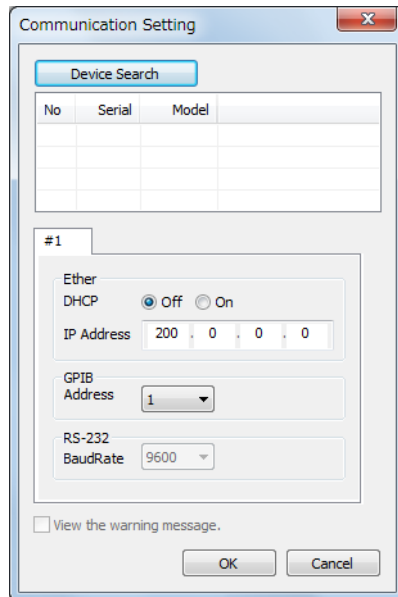 Communication Setting
Device Search
No Serial Model
#1
Ether
DHCP Off On
IP Address 200 . 0 . 0 . 0
GPIB
Address 1
RS-232
BaudRate 9600
View the warning message.
OK Cancel